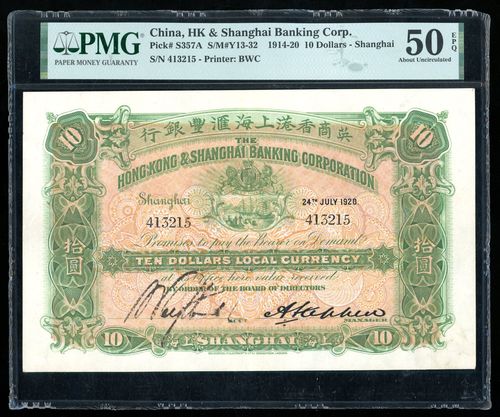 PMG
PAPER MONEY GUARANTY
China, HK & Shanghai Banking Corp.
Pick# S357A S/M#Y13-32 1914-20 10 Dollars - Shanghai
S/N 413215 - Printer: BWC
50 EPQ
About Uncirculated
行銀豐滙海上港香商英
10
10
THE
HONG KONG & SHANGHAI BANKING CORPORATION
Shanghai
24TH JULY 1920
413215
413215
Promises to pay the Bearer on Demand
拾圓
拾圓
TEN DOLLARS LOCAL CURRENCY
at its Office here value received
BY ORDER OF THE BOARD OF DIRECTORS
MANAGER
10
SHANGHAI
10